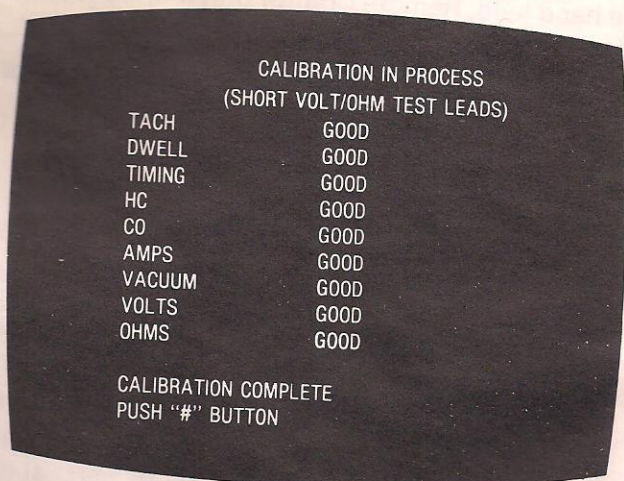 CALIBRATION IN PROCESS
(SHORT VOLT/OHM TEST LEADS)
TACH GOOD
DWELL GOOD
TIMING GOOD
HC GOOD
CO GOOD
AMPS GOOD
VACUUM GOOD
VOLTS GOOD
OHMS GOOD
CALIBRATION COMPLETE
PUSH "#" BUTTON